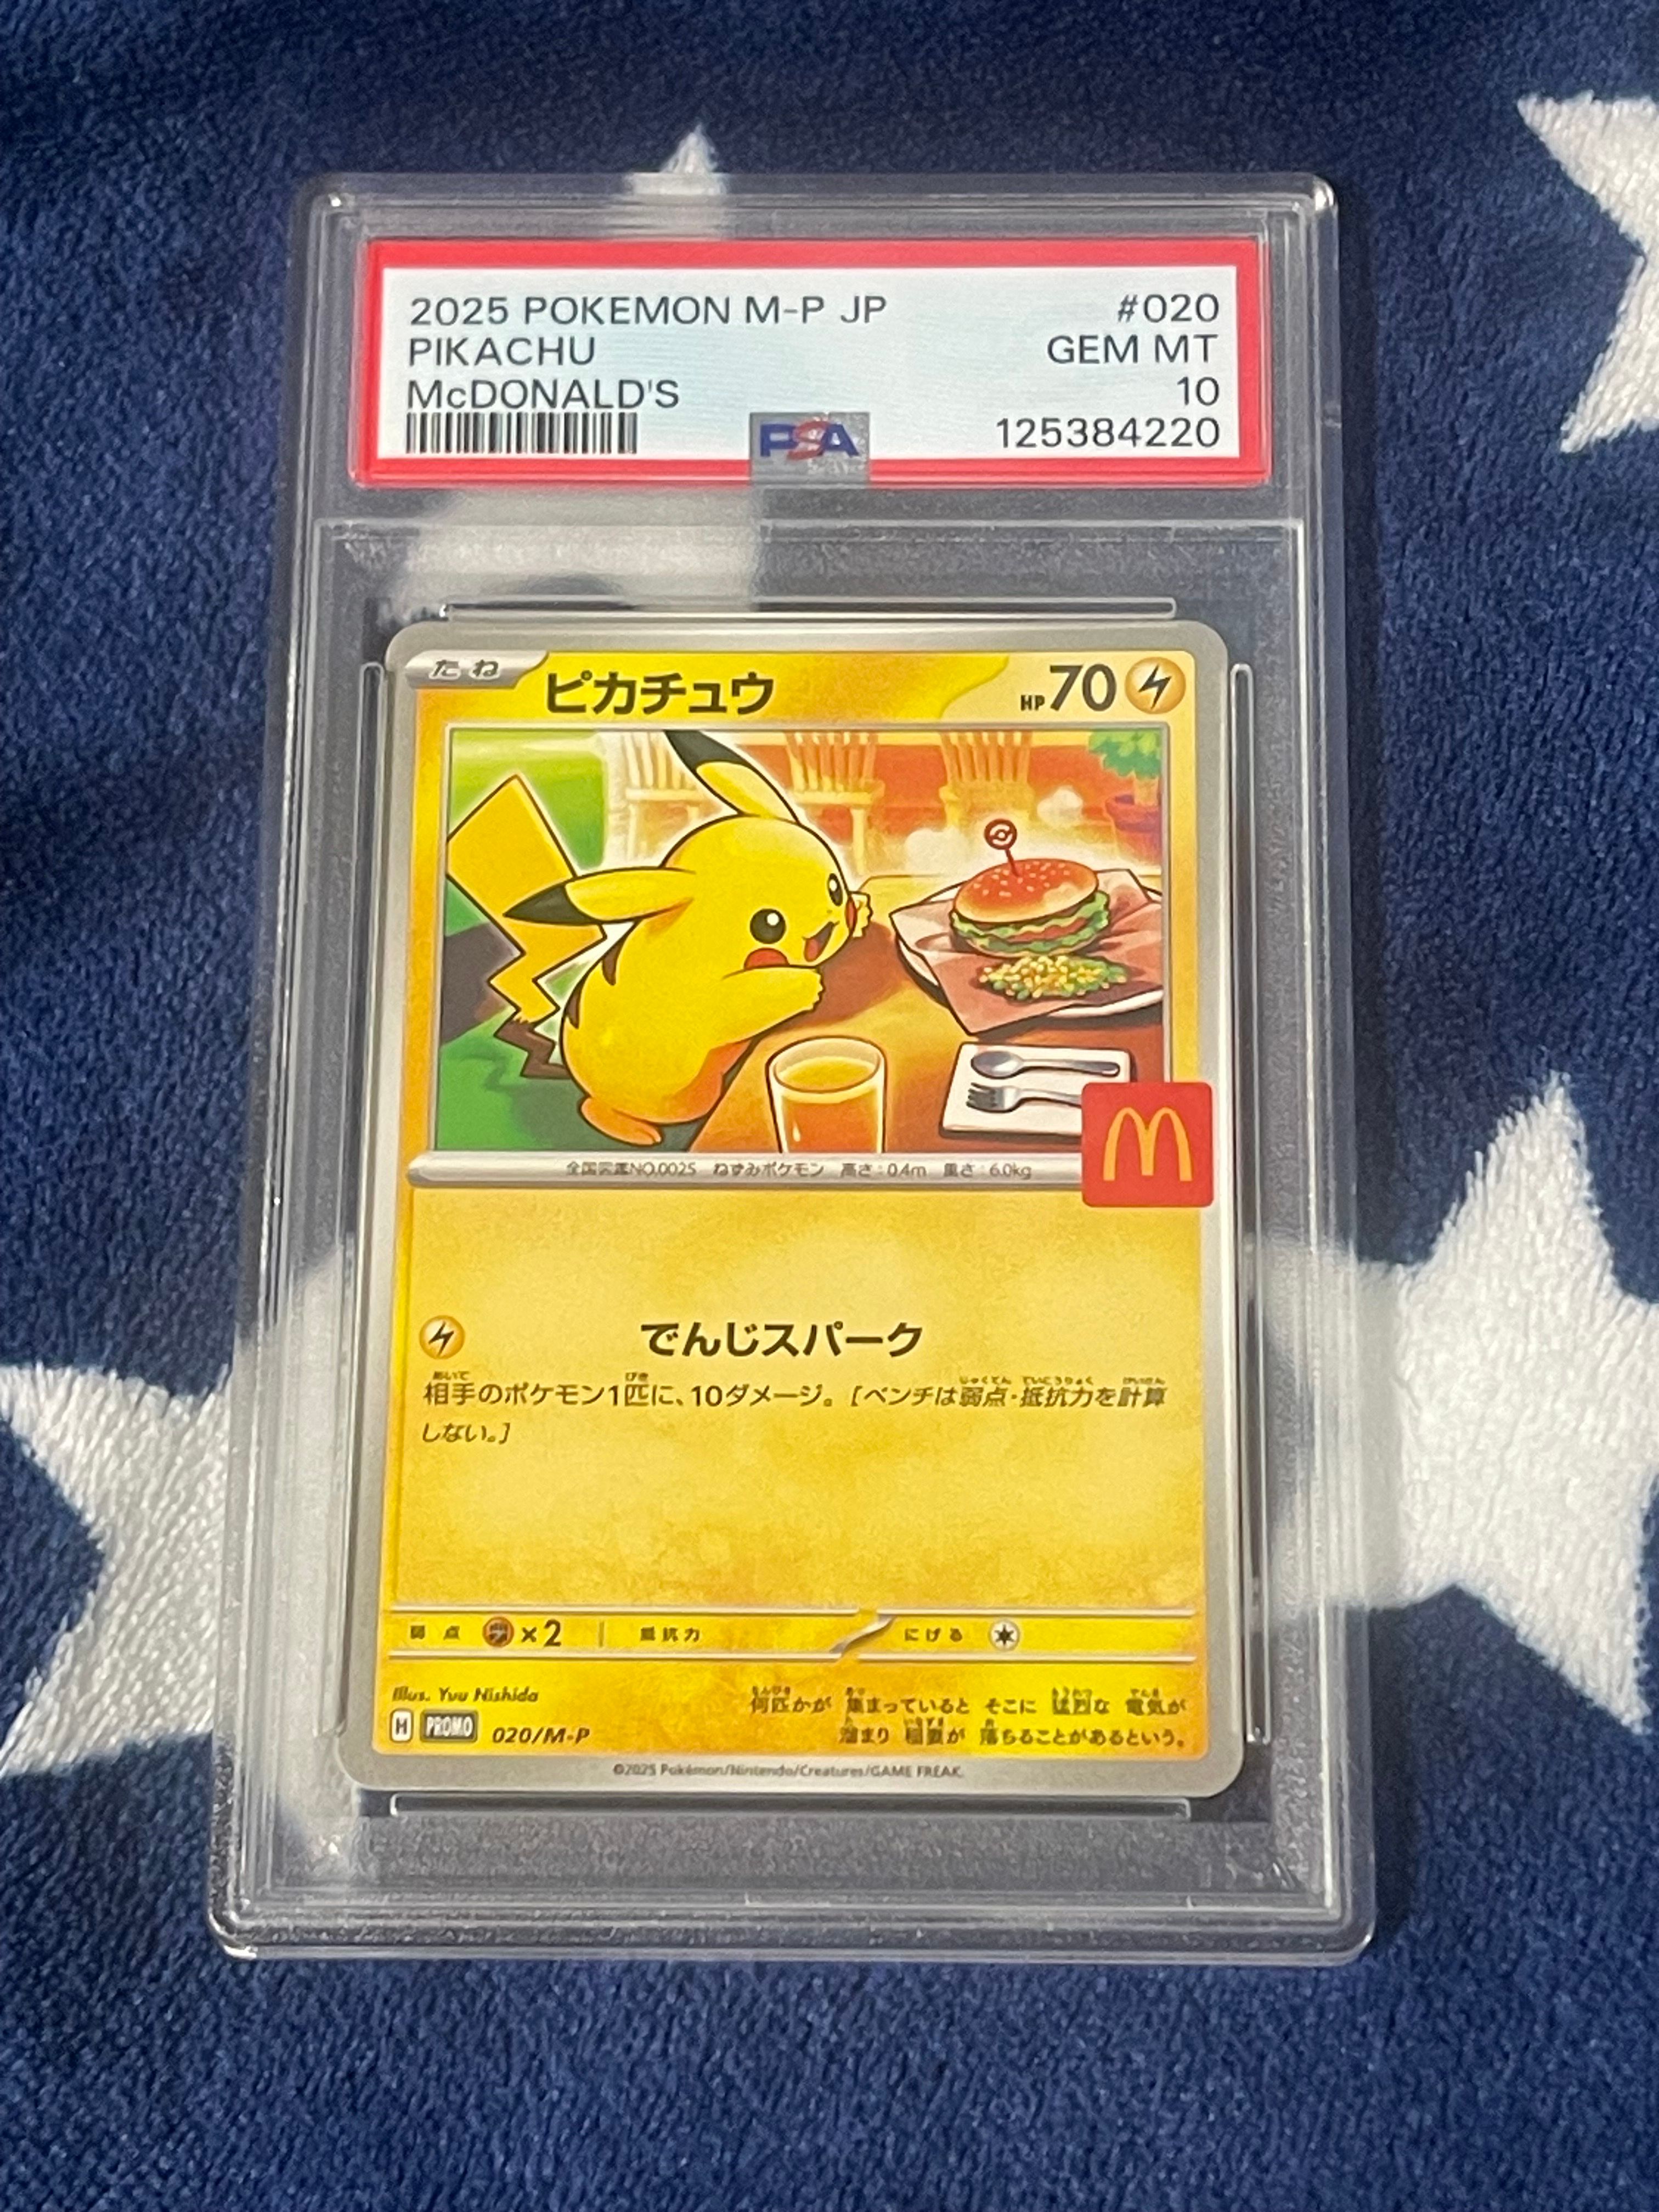 2025 POKEMON M-P JP #020
PIKACHU GEM MT
McDONALD'S 10
PSA 125384220
たね ピカチュウ HP70
M
全国図鑑NO.0025 ねずみポケモン 高さ:0.4m 重さ:6.0kg
でんじスパーク
相手のポケモン1匹に、10ダメージ。[ベンチは弱点・抵抗力を計算
しない。]
弱点 ×2 抵抗力 にげる
Illus. Yuu Nishida
何匹かが 集まっていると そこに 猛烈な 電気が
溜まり 稲妻が 落ちることがあるという。
H PROMO 020/M-P
©2025 Pokémon/Nintendo/Creatures/GAME FREAK.